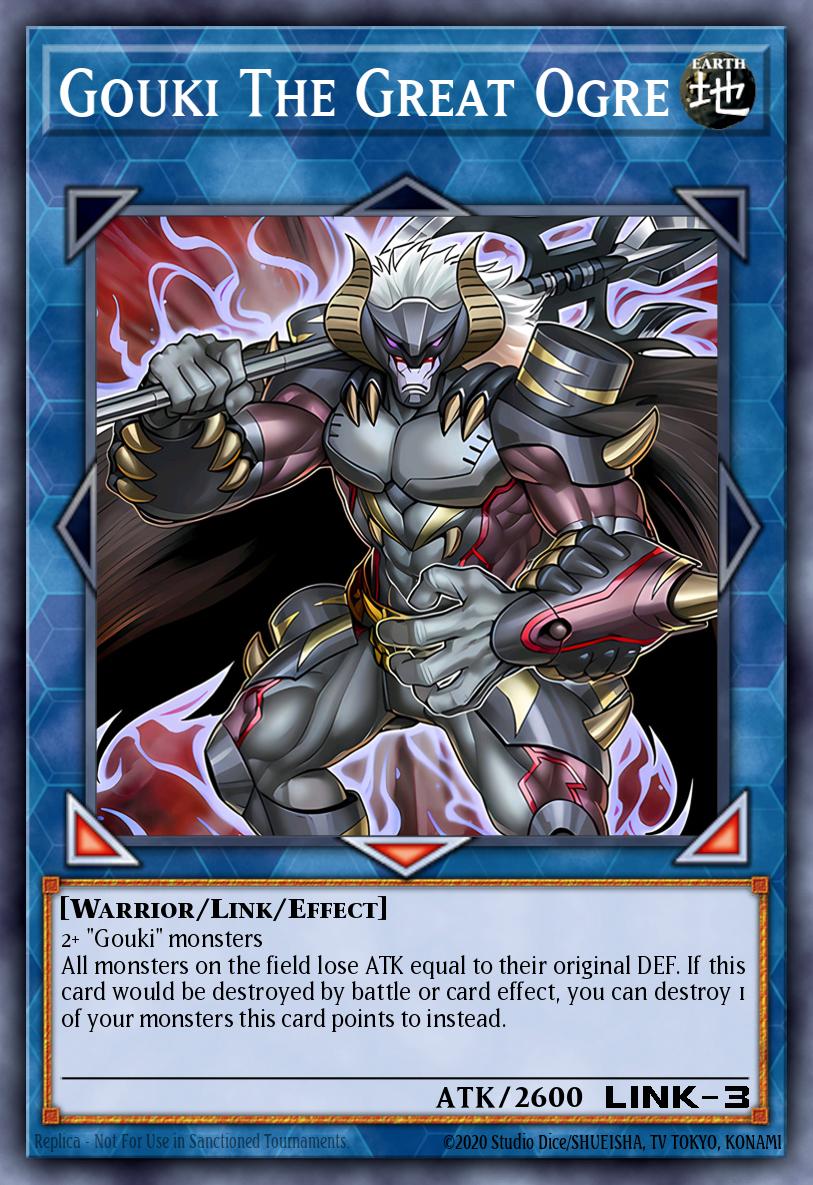 Gouki The Great Ogre
EARTH
地
[Warrior/Link/Effect]
2+ "Gouki" monsters
All monsters on the field lose ATK equal to their original DEF. If this
card would be destroyed by battle or card effect, you can destroy 1
of your monsters this card points to instead.
ATK/2600 LINK-3
Replica - Not For Use in Sanctioned Tournaments.
©2020 Studio Dice/SHUEISHA, TV TOKYO, KONAMI